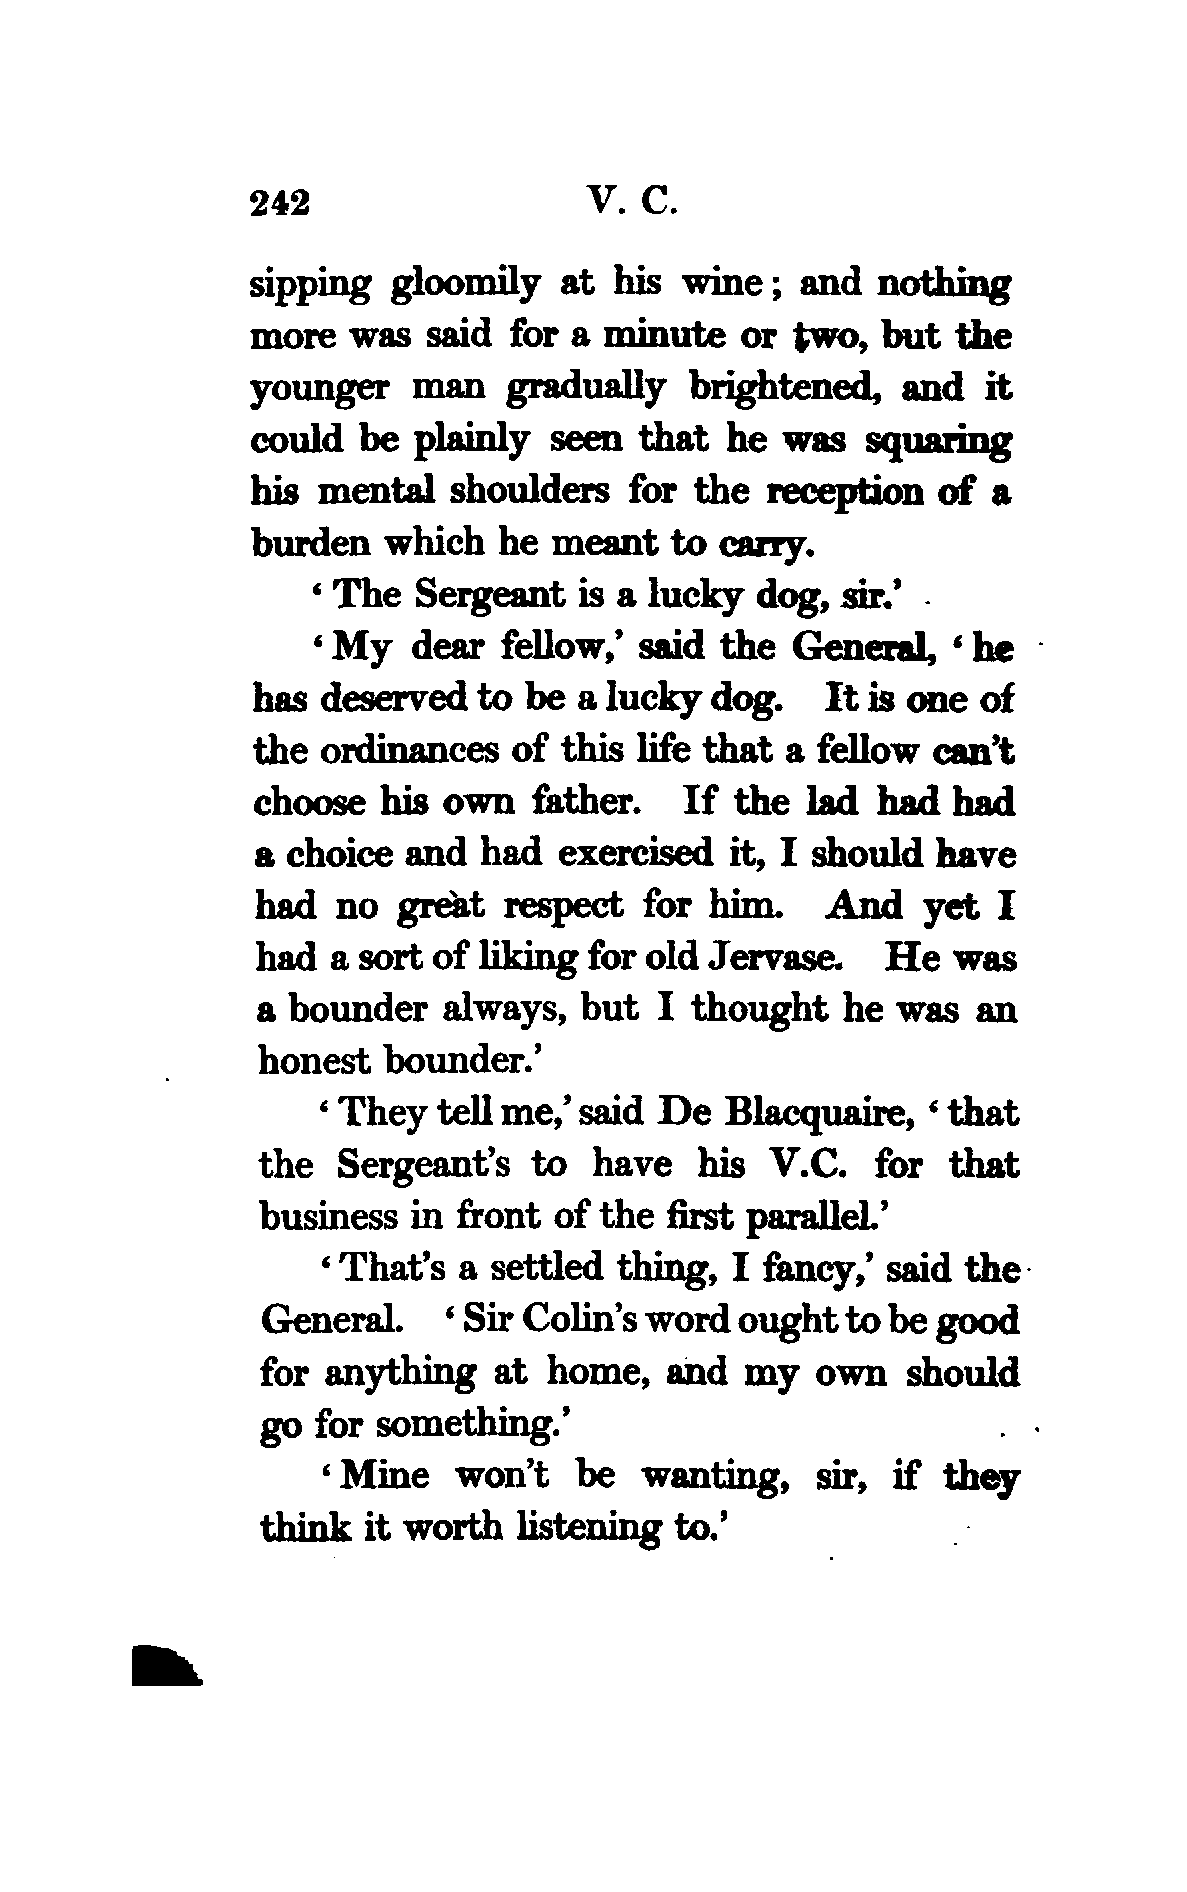 242 V. C.
sipping gloomily at his wine; and nothing
more was said for a minute or two, but the
younger man gradually brightened, and it
could be plainly seen that he was squaring
his mental shoulders for the reception of a
burden which he meant to carry.
‘The Sergeant is a lucky dog, sir.’
‘My dear fellow,’ said the General, ‘he
has deserved to be a lucky dog. It is one of
the ordinances of this life that a fellow can’t
choose his own father. If the lad had had
a choice and had exercised it, I should have
had no great respect for him. And yet I
had a sort of liking for old Jervase. He was
a bounder always, but I thought he was an
honest bounder.’
‘They tell me,’ said De Blacquaire, ‘that
the Sergeant’s to have his V.C. for that
business in front of the first parallel.’
‘That’s a settled thing, I fancy,’ said the
General. ‘Sir Colin’s word ought to be good
for anything at home, and my own should
go for something.’
‘Mine won’t be wanting, sir, if they
think it worth listening to.’